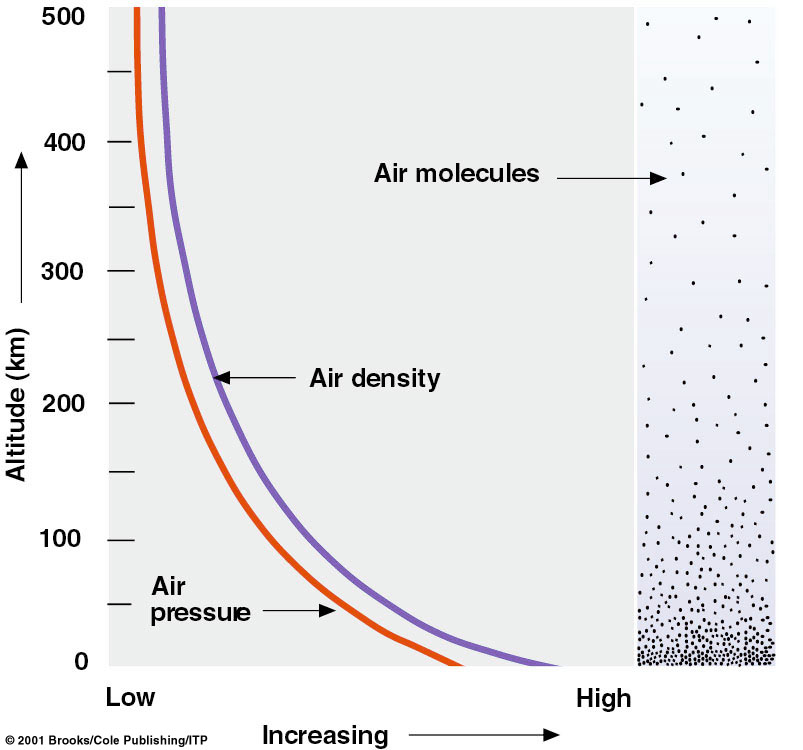 500
400
Air molecules
300
Altitude (km)
Air density
200
100
Air
pressure
0
Low
High
Increasing
© 2001 Brooks/Cole Publishing/ITP